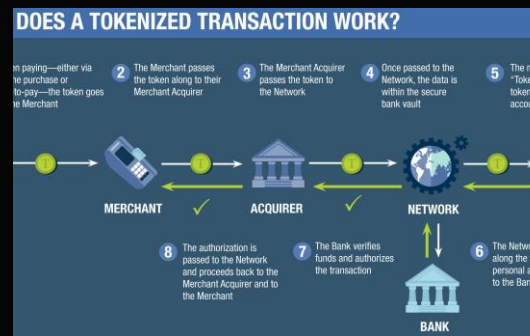 DOES A TOKENIZED TRANSACTION WORK?
paying—either via
purchase or
to-pay—the token goes
Merchant
2 The Merchant passes
the token along to their
Merchant Acquirer
3 The Merchant Acquirer
passes the token to
the Network
4 Once passed to the
Network, the data is
within the secure
bank vault
5 The
"Token
token
T
T
T
T
MERCHANT
ACQUIRER
NETWORK
8 The authorization is
passed to the Network
and proceeds back to the
Merchant Acquirer and to
the Merchant
7 The Bank verifies
funds and authorizes
the transaction
6 The Netwo
along the
personal a
to the Ban
BANK